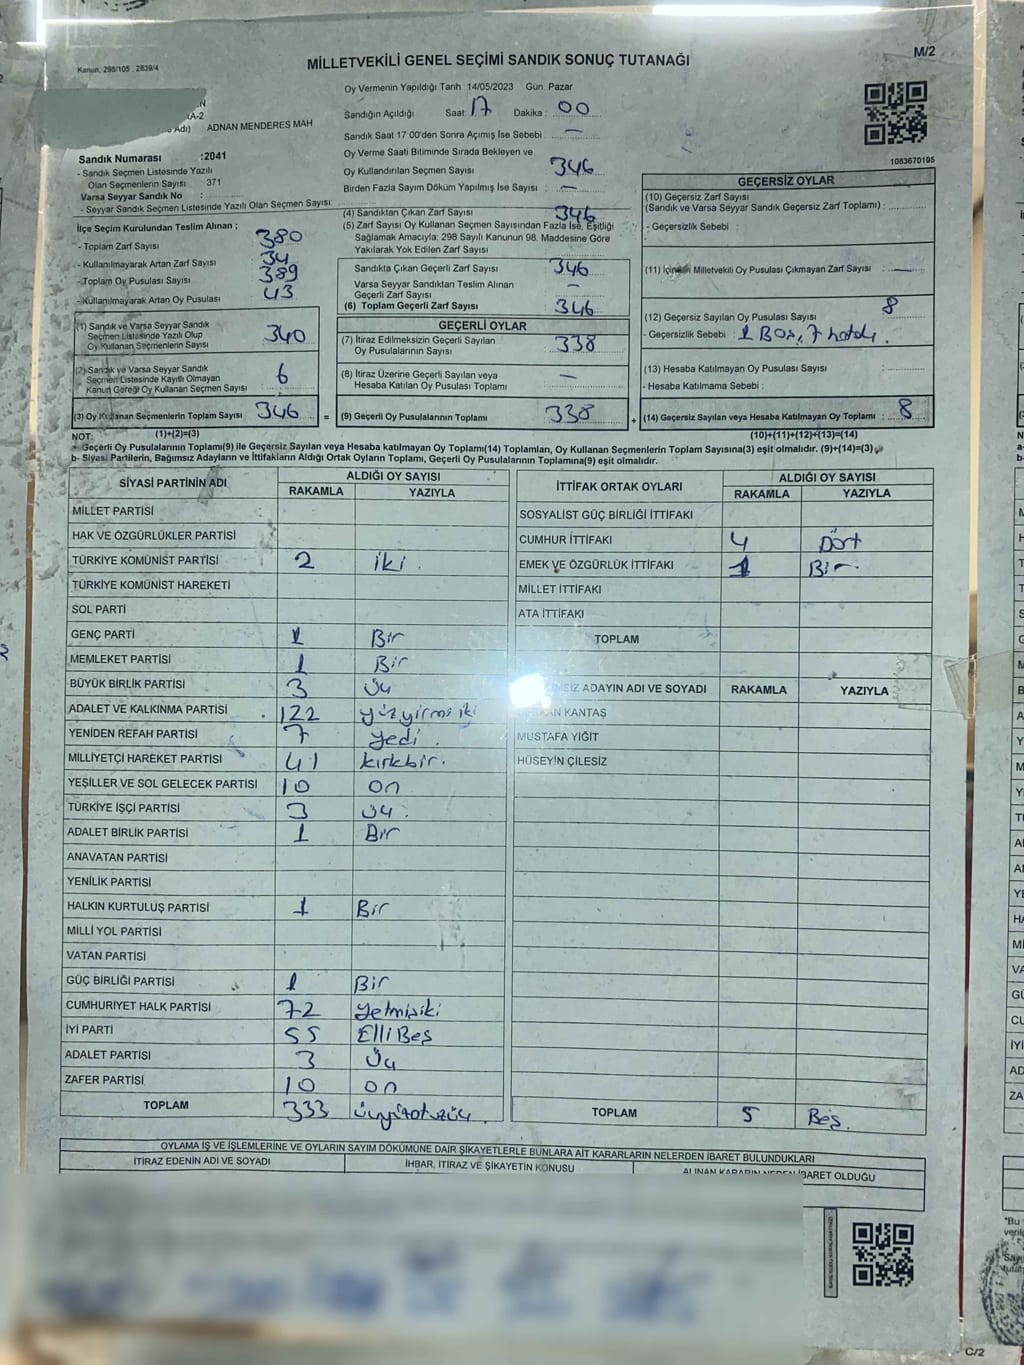 M/2
Kanun, 298/105 . 2839/4
MİLLETVEKİLİ GENEL SEÇİMİ SANDIK SONUÇ TUTANAĞI
Oy Vermenin Yapıldığı Tarih 14/05/2023 Gün: Pazar
Sandığın Açıldığı Saat 17 Dakika : 00
ADNAN MENDERES MAH
Sandık Saat 17 00'den Sonra Açımış İse Sebebi : —
Oy Verme Saati Bitiminde Sırada Bekleyen ve
Oy Kullandırılan Seçmen Sayısı 346
Birden Fazla Sayım Döküm Yapılmış İse Sayısı : —
1083670195
Sandık Numarası :2041
- Sandık Seçmen Listesinde Yazılı
Olan Seçmenlerin Sayısı : 371
Varsa Seyyar Sandık No :
- Seyyar Sandık Seçmen Listesinde Yazılı Olan Seçmen Sayısı:
İlçe Seçim Kurulundan Teslim Alınan ;
- Toplam Zarf Sayısı 380
- Kullanılmayarak Artan Zarf Sayısı 34
- Toplam Oy Pusulası Sayısı 389
- Kullanılmayarak Artan Oy Pusulası 43
(1) Sandık ve Varsa Seyyar Sandık
Seçmen Listesinde Yazılı Olup
Oy Kullanan Seçmenlerin Sayısı 340
(2) Sandık ve Varsa Seyyar Sandık
Seçmen Listesinde Kayıtlı Olmayan
Kanun Gereği Oy Kullanan Seçmen Sayısı : 6
(3) Oy Kullanan Seçmenlerin Toplam Sayısı 346 =
(1)+(2)=(3)
(4) Sandıktan Çıkan Zarf Sayısı 346
(5) Zarf Sayısı Oy Kullanan Seçmen Sayısından Fazla İse, Eşitliği
Sağlamak Amacıyla; 298 Sayılı Kanunun 98. Maddesine Göre
Yakılarak Yok Edilen Zarf Sayısı
Sandıkta Çıkan Geçerli Zarf Sayısı 346
Varsa Seyyar Sandıktan Teslim Alınan
Geçerli Zarf Sayısı —
(6) Toplam Geçerli Zarf Sayısı 346
GEÇERLİ OYLAR
(7) İtiraz Edilmeksizin Geçerli Sayılan
Oy Pusulalarının Sayısı 338
(8) İtiraz Üzerine Geçerli Sayılan veya
Hesaba Katılan Oy Pusulası Toplamı —
(9) Geçerli Oy Pusulalarının Toplamı 338 +
GEÇERSİZ OYLAR
(10) Geçersiz Zarf Sayısı
(Sandık ve Varsa Seyyar Sandık Geçersiz Zarf Toplamı) :
- Geçersizlik Sebebi :
(11) İçinden Milletvekili Oy Pusulası Çıkmayan Zarf Sayısı : —
(12) Geçersiz Sayılan Oy Pusulası Sayısı : 8
- Geçersizlik Sebebi : 1 Boş, 7 hatalı.
(13) Hesaba Katılmayan Oy Pusulası Sayısı :
- Hesaba Katılmama Sebebi :
(14) Geçersiz Sayılan veya Hesaba Katılmayan Oy Toplamı : 8
(10)+(11)+(12)+(13)=(14)
NOT:
a- Geçerli Oy Pusulalarının Toplamı(9) ile Geçersiz Sayılan veya Hesaba katılmayan Oy Toplamı(14) Toplamları, Oy Kullanan Seçmenlerin Toplam Sayısına(3) eşit olmalıdır. (9)+(14)=(3)
b- Siyasi Partilerin, Bağımsız Adayların ve İttifakların Aldığı Ortak Oyların Toplamı, Geçerli Oy Pusulalarının Toplamına(9) eşit olmalıdır.
SİYASİ PARTİNİN ADI ALDIĞI OY SAYISI
RAKAMLA YAZIYLA
MİLLET PARTİSİ
HAK VE ÖZGÜRLÜKLER PARTİSİ
TÜRKİYE KOMÜNİST PARTİSİ 2 iki .
TÜRKİYE KOMÜNİST HAREKETİ
SOL PARTİ
GENÇ PARTİ 1 Bir
MEMLEKET PARTİSİ 1 Bir
BÜYÜK BİRLİK PARTİSİ 3 Üç
ADALET VE KALKINMA PARTİSİ 122 yüzyirmi iki
YENİDEN REFAH PARTİSİ 7 yedi .
MİLLİYETÇİ HAREKET PARTİSİ 41 kırkbir.
YEŞİLLER VE SOL GELECEK PARTİSİ 10 on
TÜRKİYE İŞÇİ PARTİSİ 3 üç .
ADALET BİRLİK PARTİSİ 1 Bir
ANAVATAN PARTİSİ
YENİLİK PARTİSİ
HALKIN KURTULUŞ PARTİSİ 1 Bir
MİLLİ YOL PARTİSİ
VATAN PARTİSİ
GÜÇ BİRLİĞİ PARTİSİ 1 Bir
CUMHURİYET HALK PARTİSİ 72 yetmişiki
İYİ PARTİ 55 ElliBeş
ADALET PARTİSİ 3 Üç
ZAFER PARTİSİ 10 on
TOPLAM 333 üçyüzotuzüç
İTTİFAK ORTAK OYLARI ALDIĞI OY SAYISI
RAKAMLA YAZIYLA
SOSYALİST GÜÇ BİRLİĞİ İTTİFAKI
CUMHUR İTTİFAKI 4 Dört
EMEK VE ÖZGÜRLÜK İTTİFAKI 1 Bir
MİLLET İTTİFAKI
ATA İTTİFAKI
TOPLAM
ADAYIN ADI VE SOYADI RAKAMLA YAZIYLA
KANTAŞ
MUSTAFA YİĞİT
HÜSEYİN ÇİLESİZ
TOPLAM 5 Beş.
OYLAMA İŞ VE İŞLEMLERİNE VE OYLARIN SAYIM DÖKÜMÜNE DAİR ŞİKAYETLERLE BUNLARA AİT KARARLARIN NELERDEN İBARET BULUNDUKLARI
İTİRAZ EDENİN ADI VE SOYADI İHBAR, İTİRAZ VE ŞİKAYETİN KONUSU ALINAN KARARIN NEDEN İBARET OLDUĞU
C/2